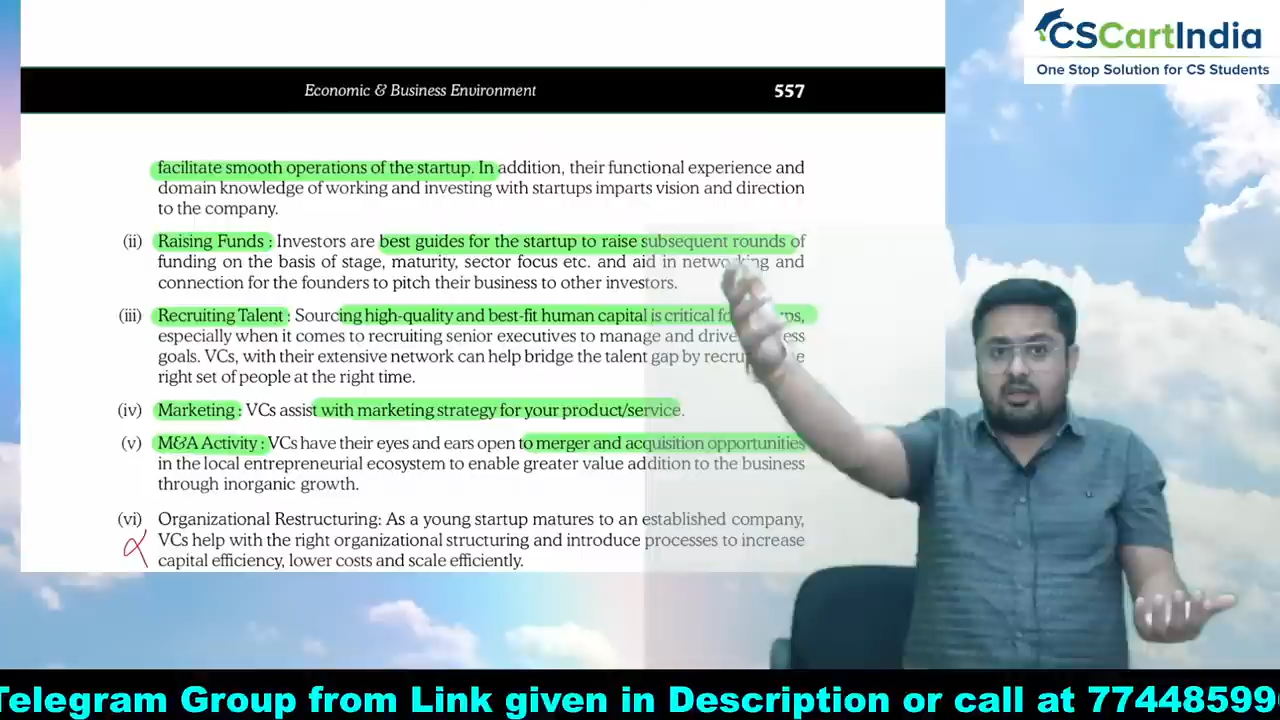 CSCartIndia
One Stop Solution for CS Students
Economic & Business Environment 557
facilitate smooth operations of the startup. In addition, their functional experience and
domain knowledge of working and investing with startups imparts vision and direction
to the company.
(ii) Raising Funds : Investors are best guides for the startup to raise subsequent rounds of
funding on the basis of stage, maturity, sector focus etc. and aid in networking and
connection for the founders to pitch their business to other investors.
(iii) Recruiting Talent : Sourcing high-quality and best-fit human capital is critical
especially when it comes to recruiting senior executives to manage and drive
goals. VCs, with their extensive network can help bridge the talent gap by
right set of people at the right time.
(iv) Marketing : VCs assist with marketing strategy for your product/service.
(v) M&A Activity : VCs have their eyes and ears open to merger and acquisition opportunities
in the local entrepreneurial ecosystem to enable greater value addition to the business
through inorganic growth.
(vi) Organizational Restructuring: As a young startup matures to an established company,
VCs help with the right organizational structuring and introduce processes to increase
capital efficiency, lower costs and scale efficiently.
Telegram Group from Link given in Description or call at 77448599